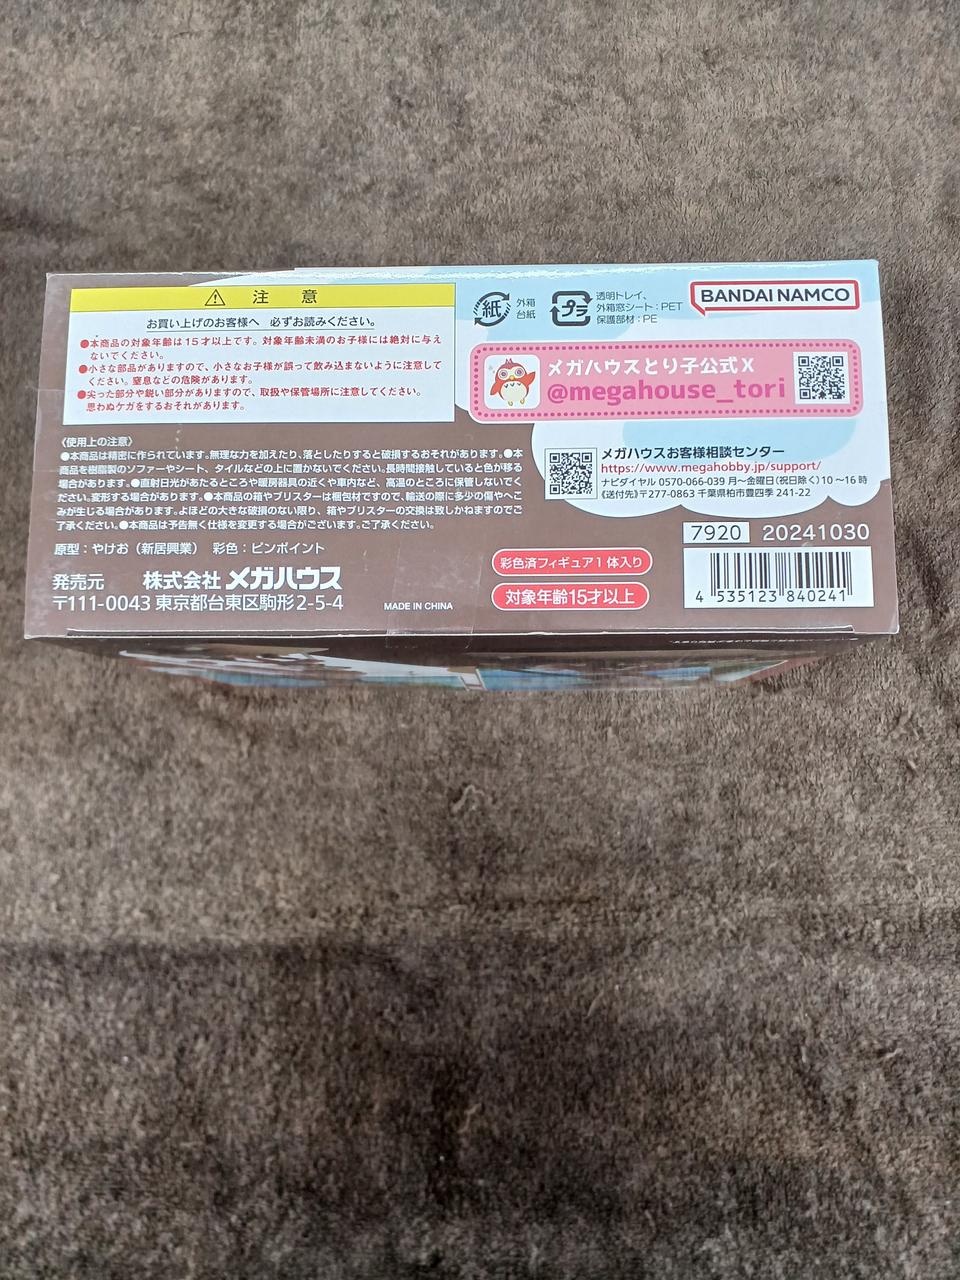 注意
お買い上げのお客様へ 必ずお読みください。
●本商品の対象年齢は15才以上です。対象年齢未満のお子様には絶対に与え
ないでください。
●小さな部品がありますので、小さなお子様が誤って飲み込まないように注意して
ください。窒息などの危険があります。
●尖った部分や鋭い部分がありますので、取扱や保管場所に注意してください。
思わぬケガをするおそれがあります。
〈使用上の注意〉
●本商品は精密に作られています。無理な力を加えたり、落としたりすると破損するおそれがあります。●本
商品を樹脂製のソファーやシート、タイルなどの上に置かないでください。長時間接触していると色が移る
場合があります。●直射日光があたるところや暖房器具の近くや車内など、高温のところに保管しないでく
ださい。変形する場合があります。●本商品の箱やブリスターは梱包材ですので、輸送の際に多少の傷やへこ
みが生じる場合があります。よほどの大きな破損のない限り、箱やブリスターの交換は致しかねますのでご
了承ください。●本商品は予告無く仕様を変更する場合がございます。ご了承ください。
原型：やけお（新居興業） 彩色：ピンポイント
発売元 株式会社 メガハウス
〒111-0043 東京都台東区駒形2-5-4
MADE IN CHINA
紙
外箱
台紙
プラ
透明トレイ、
外箱窓シート：PET
保護部材：PE
BANDAI NAMCO
メガハウスとり子公式X
@megahouse_tori
メガハウスお客様相談センター
https://www.megahobby.jp/support/
ナビダイヤル 0570-066-039 月～金曜日(祝日除く)10～16時
《送付先》〒277-0863 千葉県柏市豊四季 241-22
7920 20241030
彩色済フィギュア1体入り
対象年齢15才以上
4 535123 840241